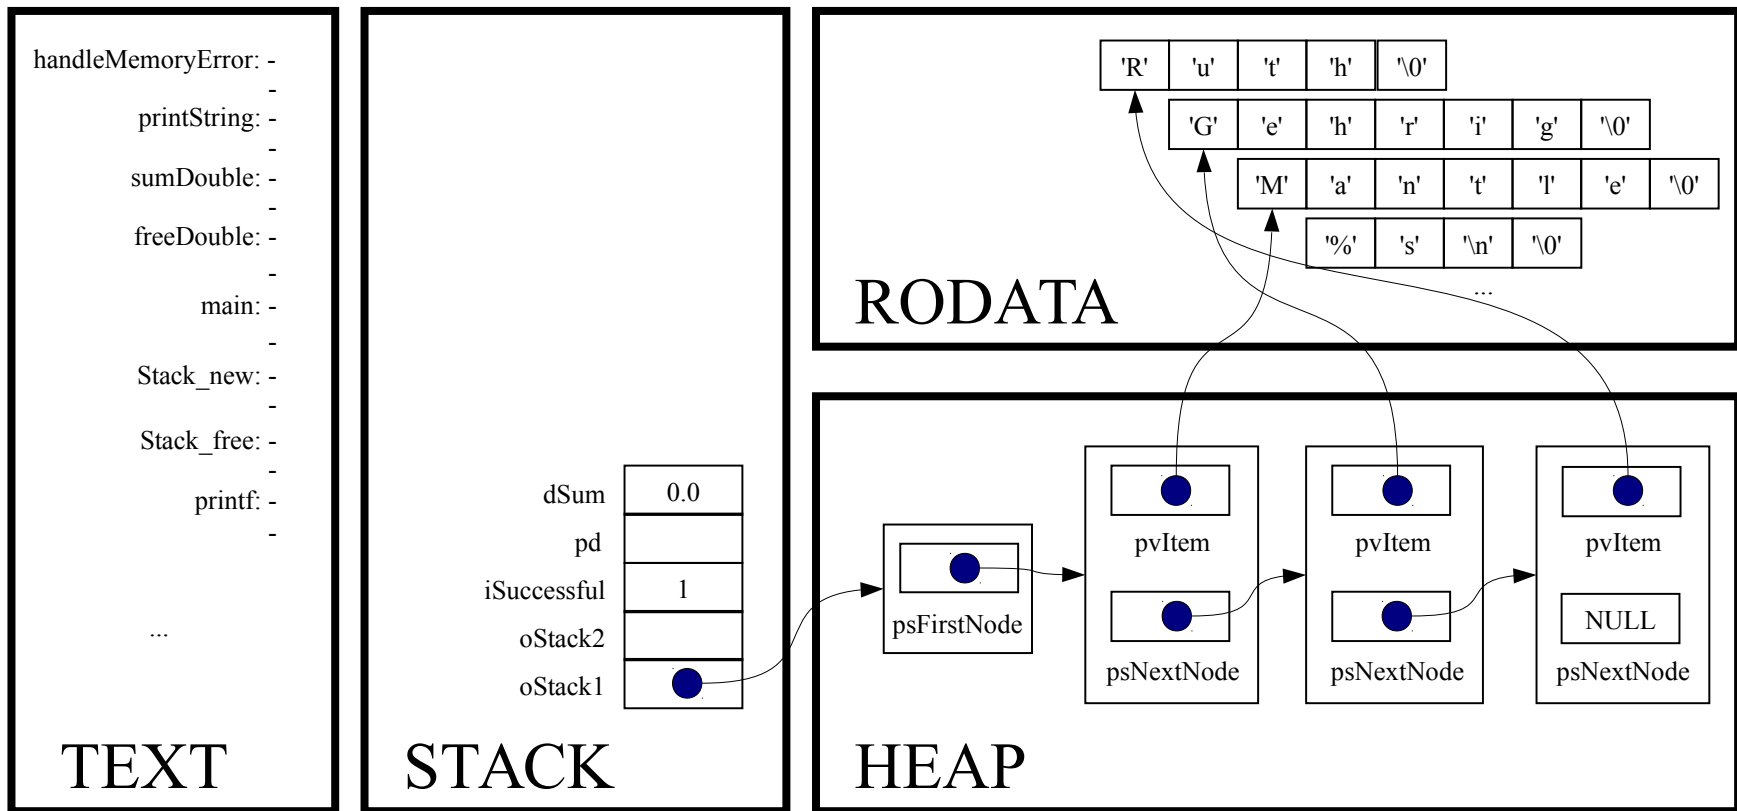 handleMemoryError: -
-
printString: -
-
sumDouble: -
-
freeDouble: -
-
main: -
-
Stack_new: -
-
Stack_free: -
-
printf: -
-
...
TEXT
dSum 0.0
pd
iSuccessful 1
oStack2
oStack1
STACK
'R' 'u' 't' 'h' '\0'
'G' 'e' 'h' 'r' 'i' 'g' '\0'
'M' 'a' 'n' 't' 'l' 'e' '\0'
'%' 's' '\n' '\0'
...
RODATA
pvItem pvItem pvItem
psFirstNode NULL
psNextNode psNextNode psNextNode
HEAP